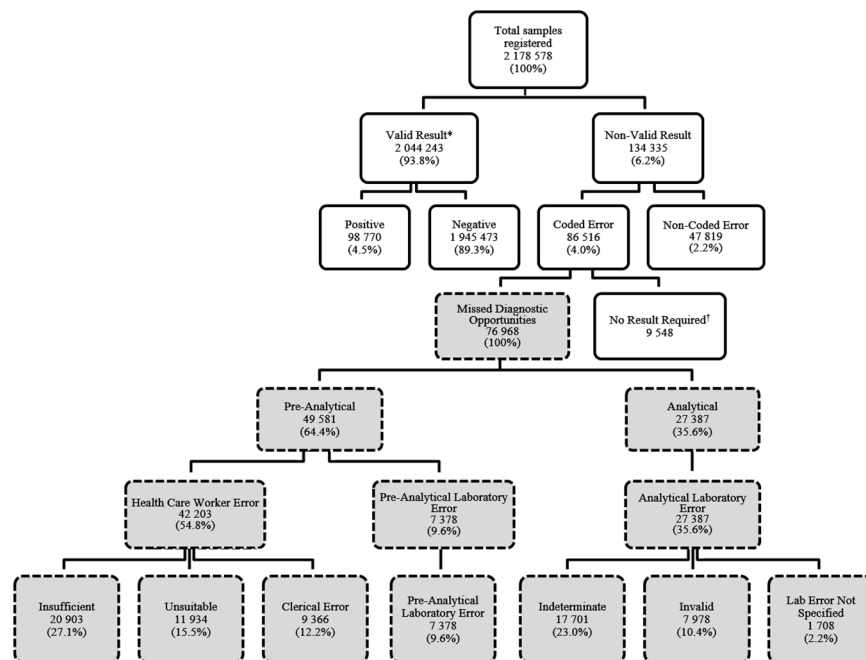 Total samples
registered
2 178 578
(100%)
Valid Result*
2 044 243
(93.8%)
Non-Valid Result
134 335
(6.2%)
Positive
98 770
(4.5%)
Negative
1 945 473
(89.3%)
Coded Error
86 516
(4.0%)
Non-Coded Error
47 819
(2.2%)
Missed Diagnostic
Opportunities
76 968
(100%)
No Result Required†
9 548
Pre-Analytical
49 581
(64.4%)
Analytical
27 387
(35.6%)
Health Care Worker Error
42 203
(54.8%)
Pre-Analytical Laboratory
Error
7 378
(9.6%)
Analytical Laboratory
Error
27 387
(35.6%)
Insufficient
20 903
(27.1%)
Unsuitable
11 934
(15.5%)
Clerical Error
9 366
(12.2%)
Pre-Analytical
Laboratory Error
7 378
(9.6%)
Indeterminate
17 701
(23.0%)
Invalid
7 978
(10.4%)
Lab Error Not
Specified
1 708
(2.2%)